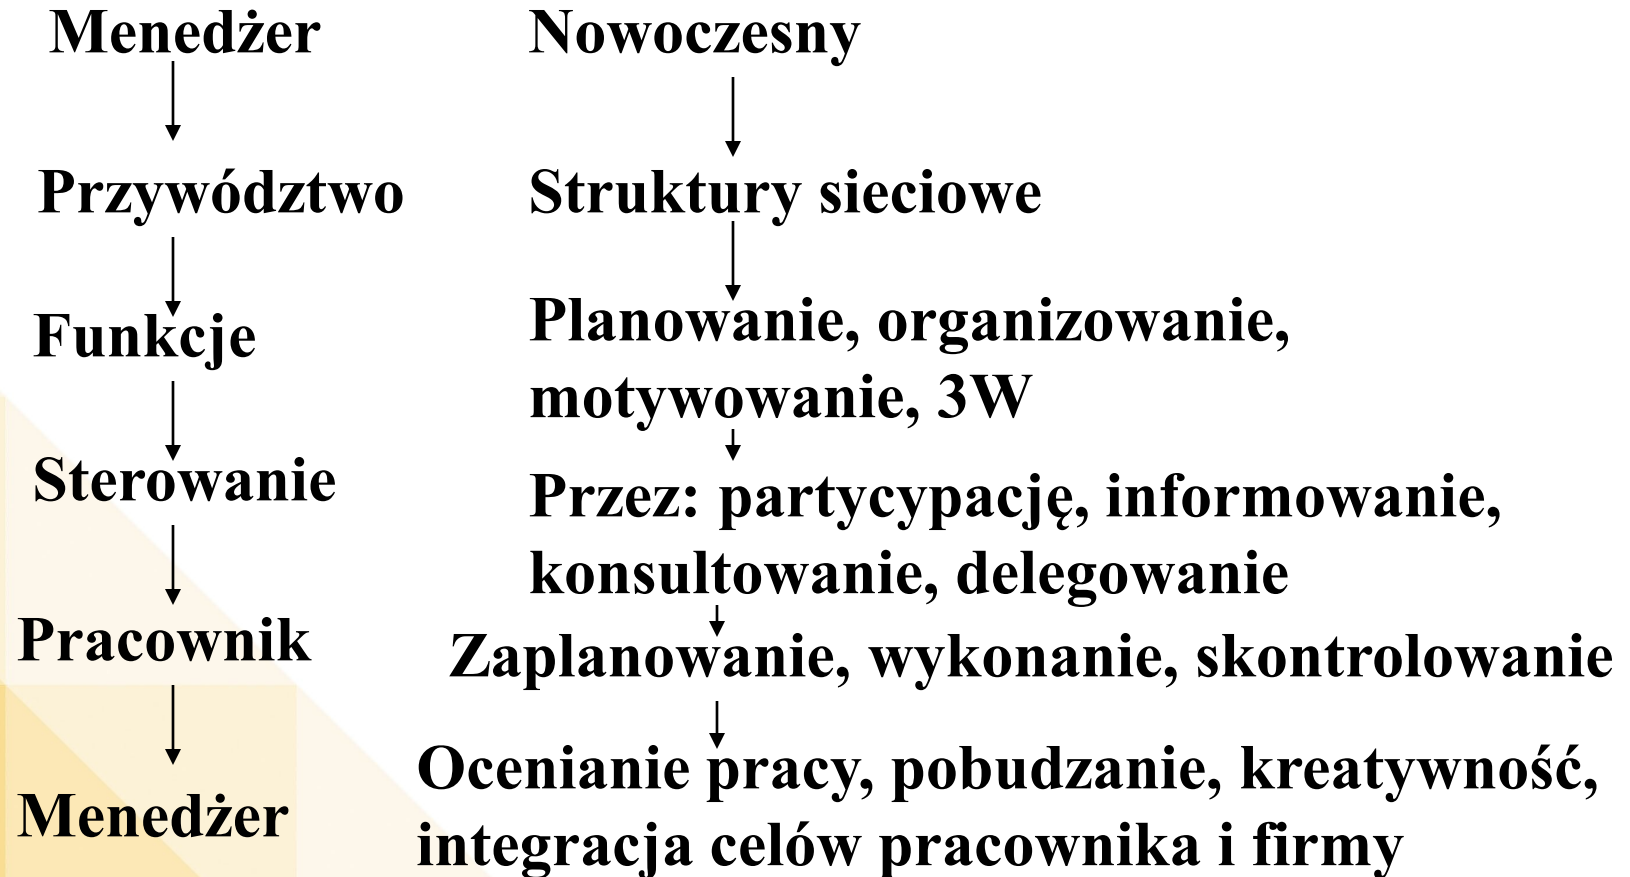 Menedżer Nowoczesny
Przywództwo Struktury sieciowe
Funkcje Planowanie, organizowanie,
motywowanie, 3W
Sterowanie Przez: partycypację, informowanie,
konsultowanie, delegowanie
Pracownik Zaplanowanie, wykonanie, skontrolowanie
Menedżer Ocenianie pracy, pobudzanie, kreatywność,
integracja celów pracownika i firmy